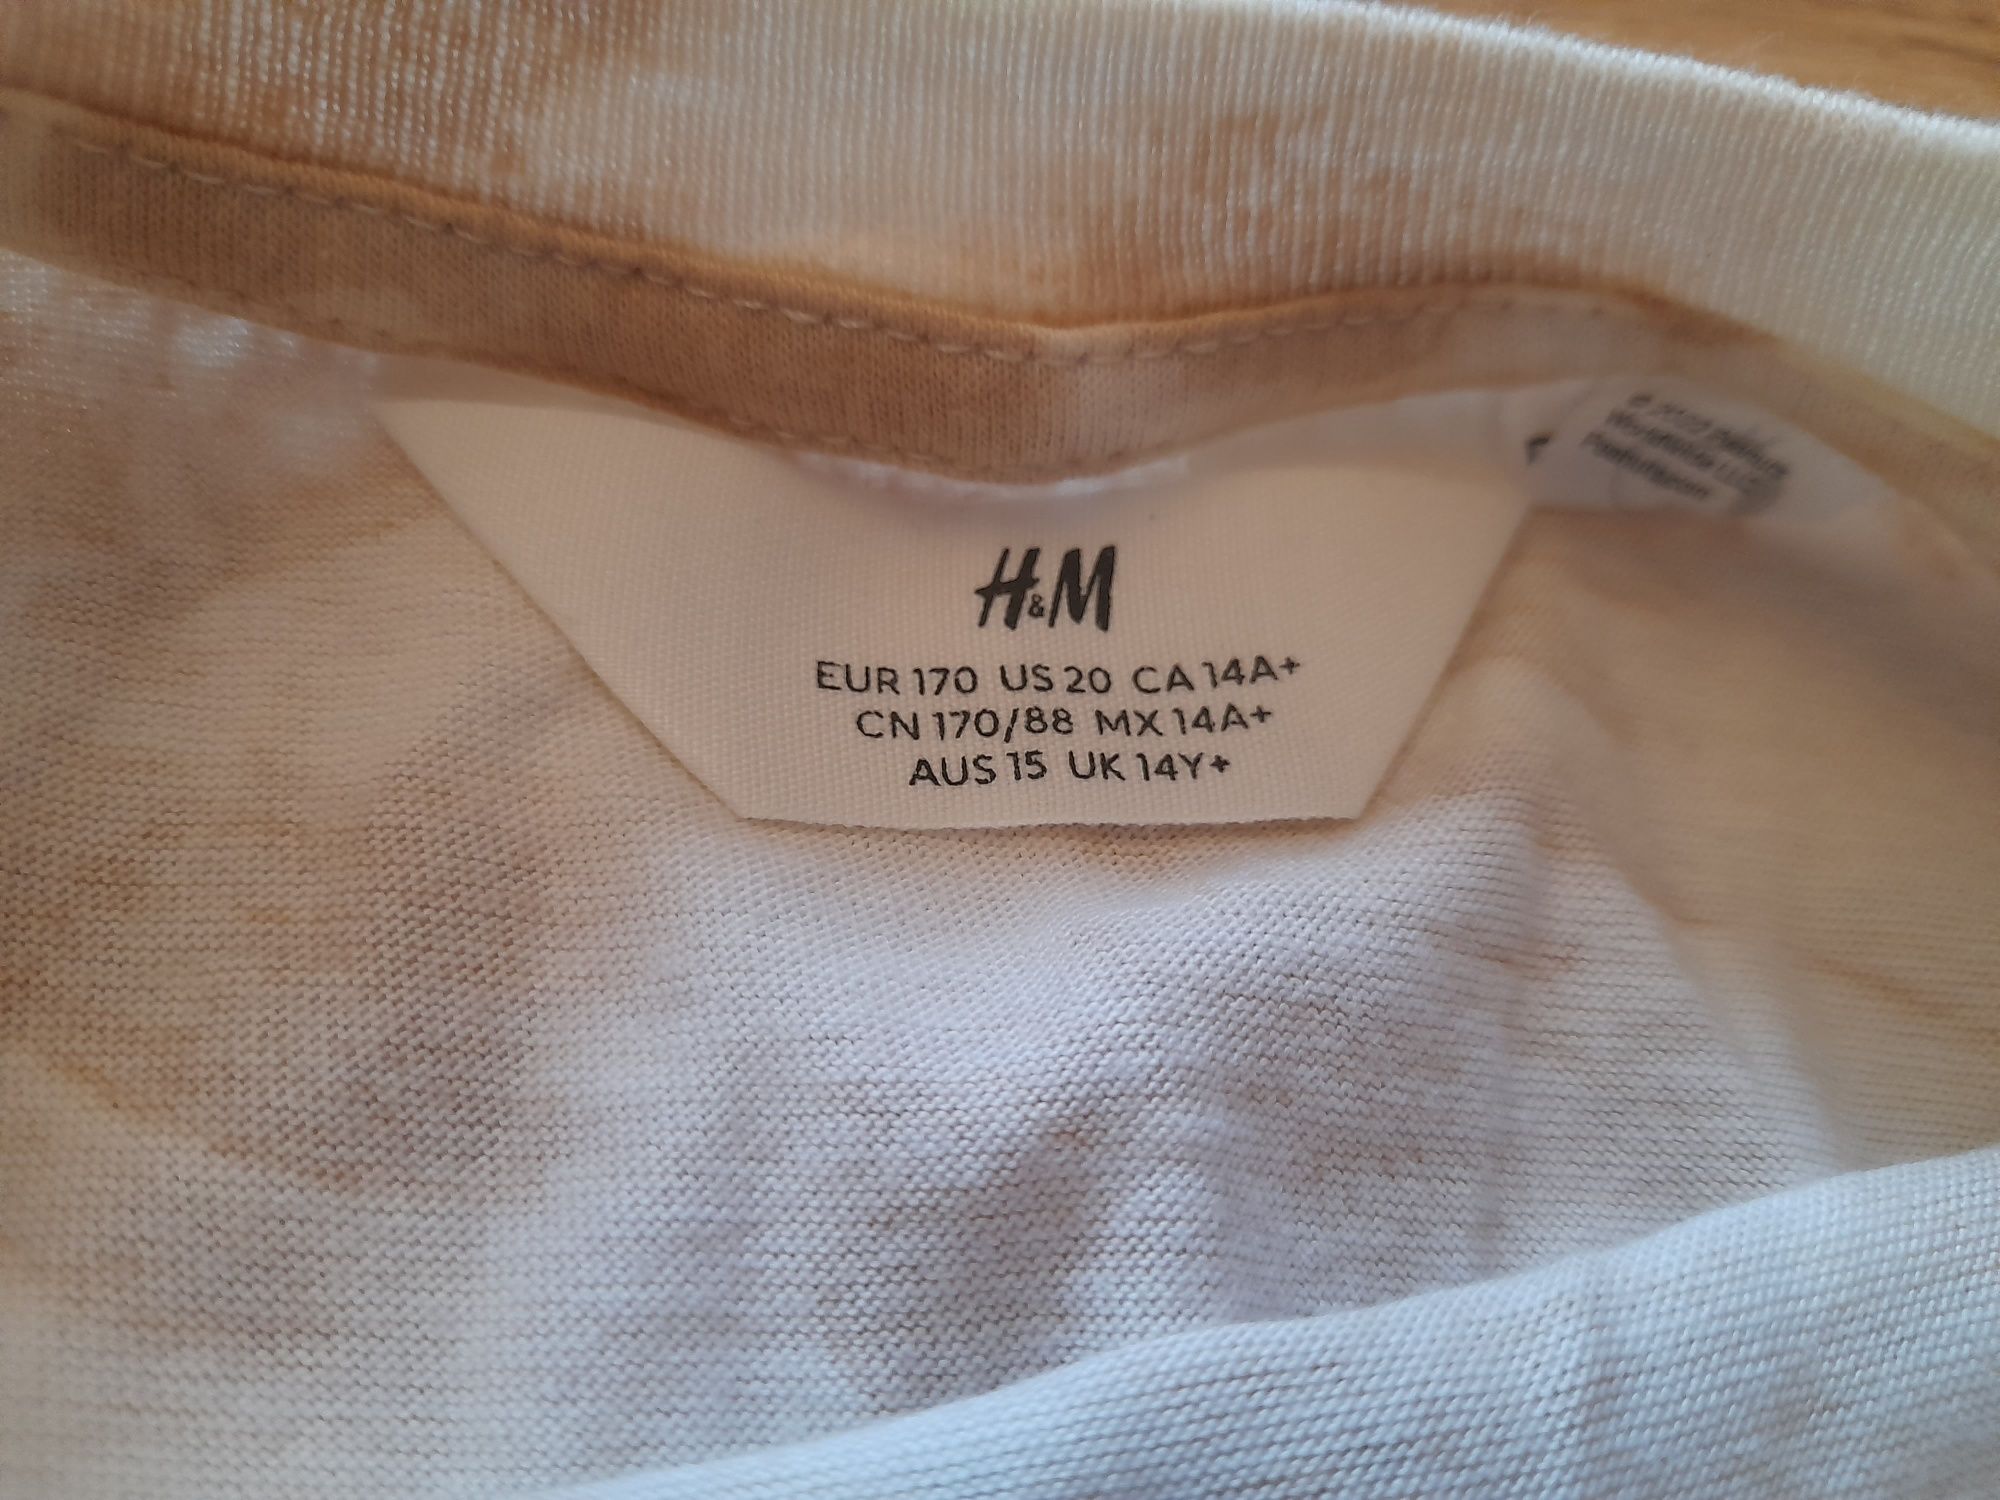 H&M
EUR 170 US 20 CA 14A+
CN 170/88 MX 14A+
AUS 15 UK 14Y+